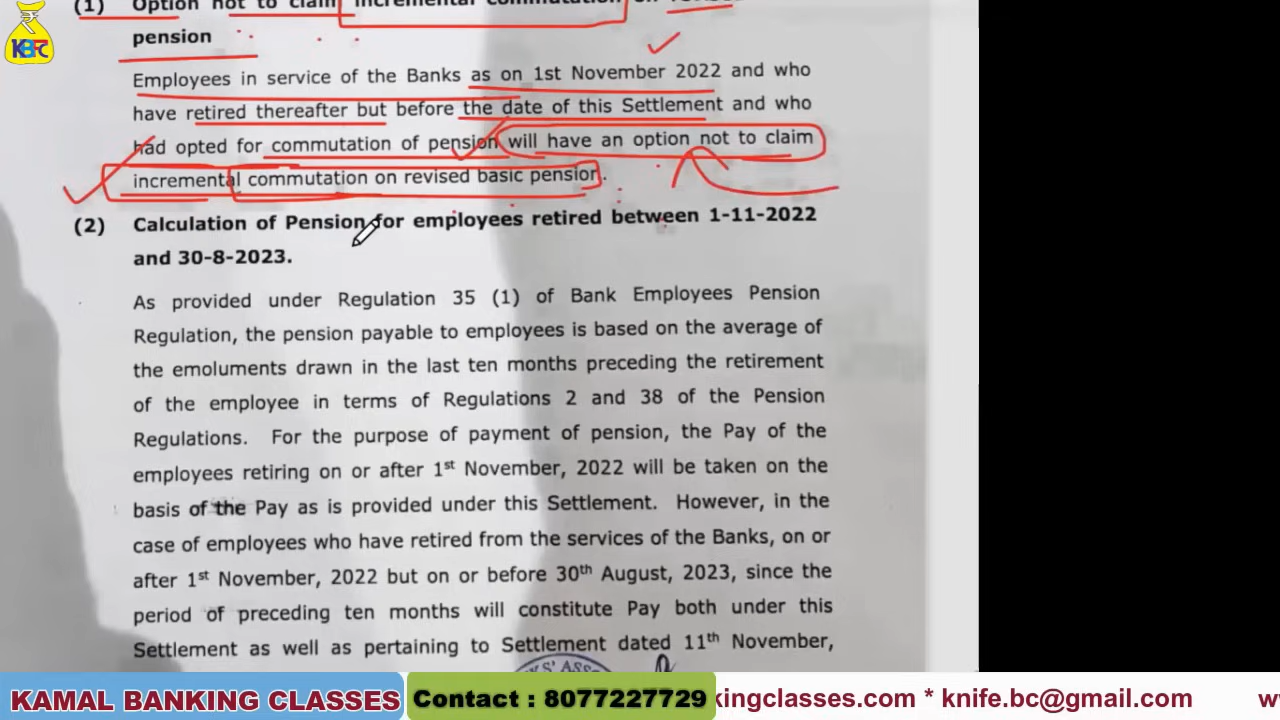 KBFC
(1) Option not to claim incremental commutation on revised
pension
Employees in service of the Banks as on 1st November 2022 and who
have retired thereafter but before the date of this Settlement and who
had opted for commutation of pension will have an option not to claim
incremental commutation on revised basic pension.
(2) Calculation of Pension for employees retired between 1-11-2022
and 30-8-2023.
As provided under Regulation 35 (1) of Bank Employees Pension
Regulation, the pension payable to employees is based on the average of
the emoluments drawn in the last ten months preceding the retirement
of the employee in terms of Regulations 2 and 38 of the Pension
Regulations. For the purpose of payment of pension, the Pay of the
employees retiring on or after 1st November, 2022 will be taken on the
basis of the Pay as is provided under this Settlement. However, in the
case of employees who have retired from the services of the Banks, on or
after 1st November, 2022 but on or before 30th August, 2023, since the
period of preceding ten months will constitute Pay both under this
Settlement as well as pertaining to Settlement dated 11th November,
KAMAL BANKING CLASSES Contact : 8077227729 kingclasses.com * knife.bc@gmail.com w